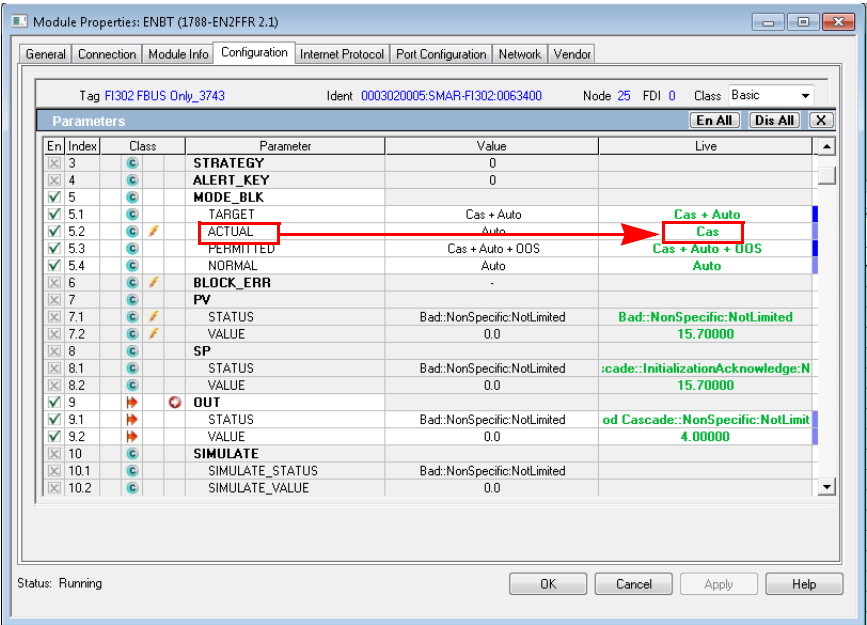 Module Properties: ENBT (1788-EN2FFR 2.1)
General Connection Module Info Configuration Internet Protocol Port Configuration Network Vendor
Tag FI302 FBUS Only_3743 Ident 0003020005:SMAR-FI302:0063400 Node 25 FDI 0 Class Basic
Parameters En All Dis All X
En Index Class Parameter Value Live
3 C STRATEGY 0
4 C ALERT_KEY 0
5 C MODE_BLK
5.1 C TARGET Cas + Auto Cas + Auto
5.2 C ACTUAL Auto Cas
5.3 C PERMITTED Cas + Auto + OOS Cas + Auto + OOS
5.4 C NORMAL Auto Auto
6 C BLOCK_ERR -
7 C PV
7.1 C STATUS Bad::NonSpecific:NotLimited Bad::NonSpecific:NotLimited
7.2 C VALUE 0.0 15.70000
8 C SP
8.1 C STATUS Bad::NonSpecific:NotLimited :cade::InitializationAcknowledge:N
8.2 C VALUE 0.0 15.70000
9 OUT
9.1 STATUS Bad::NonSpecific:NotLimited od Cascade::NonSpecific:NotLimit
9.2 VALUE 0.0 4.00000
10 C SIMULATE
10.1 C SIMULATE_STATUS Bad::NonSpecific:NotLimited
10.2 C SIMULATE_VALUE 0.0
Status: Running OK Cancel Apply Help